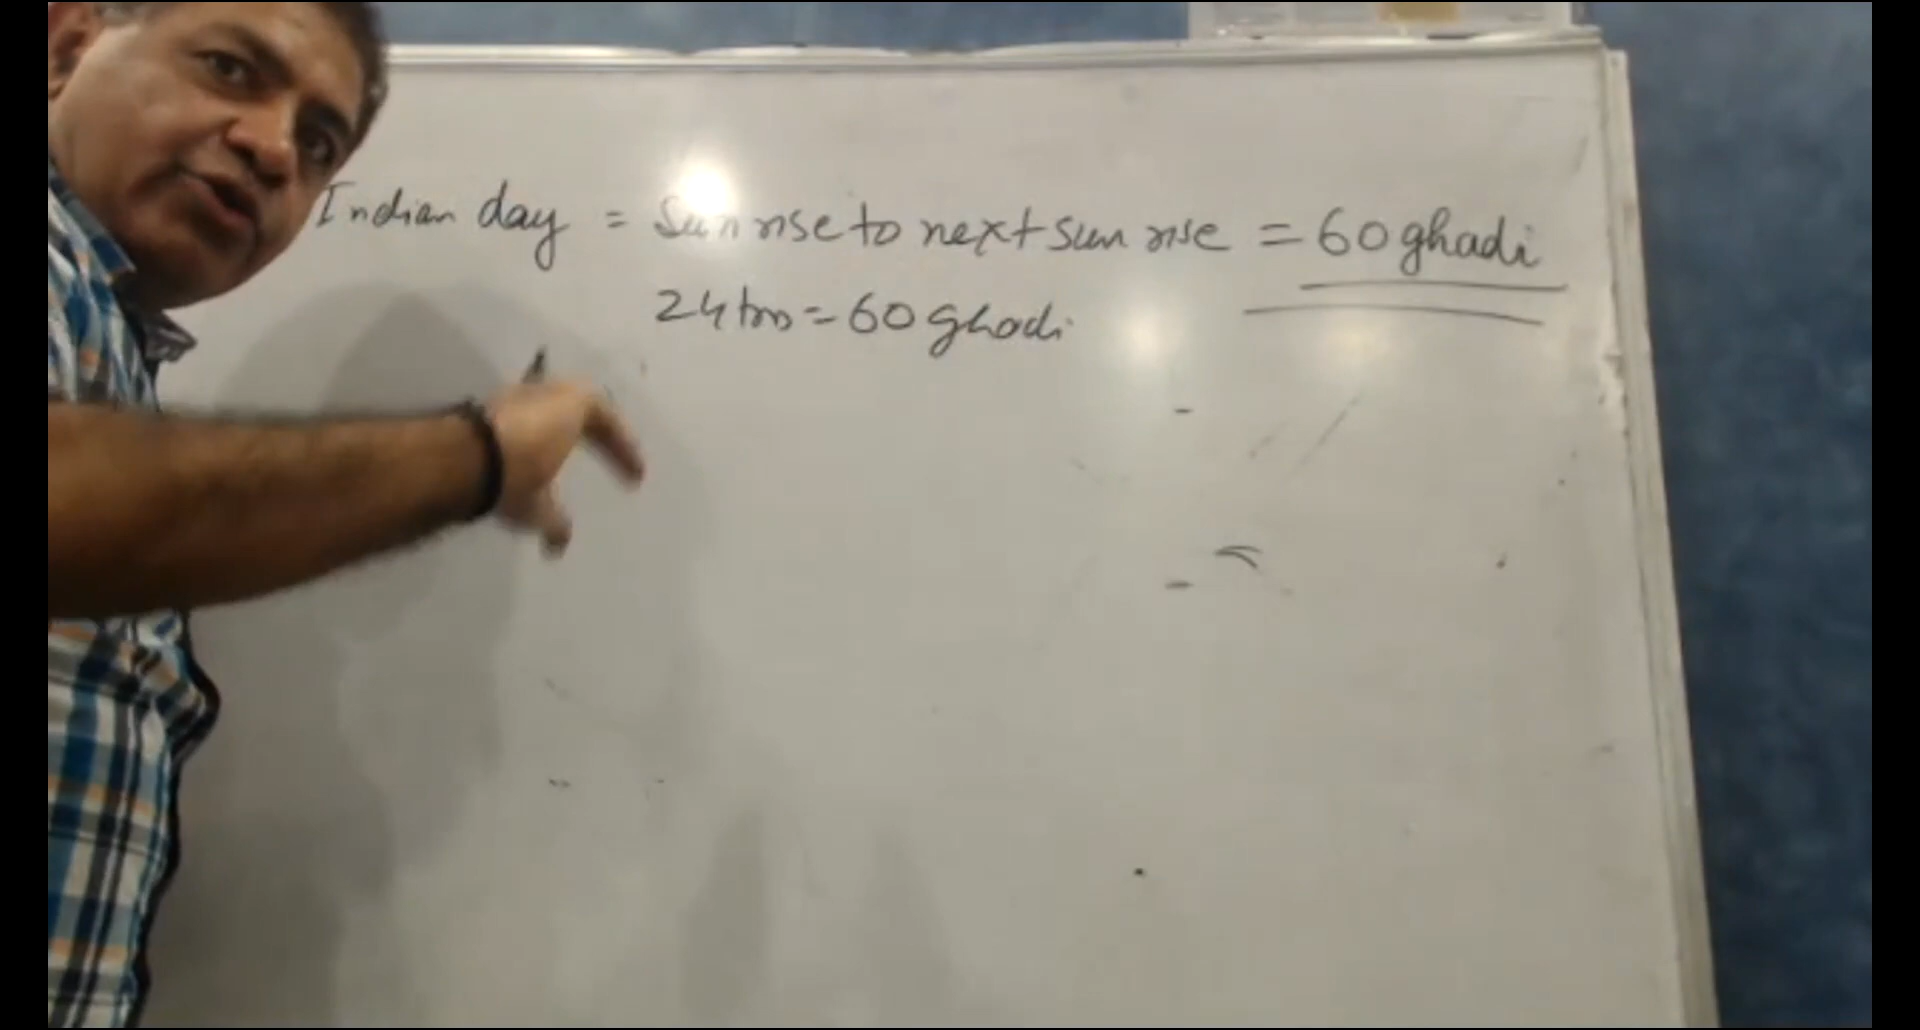 Indian day = Sun rise to next sun rise = 60 ghadi
24 hrs = 60 ghadi